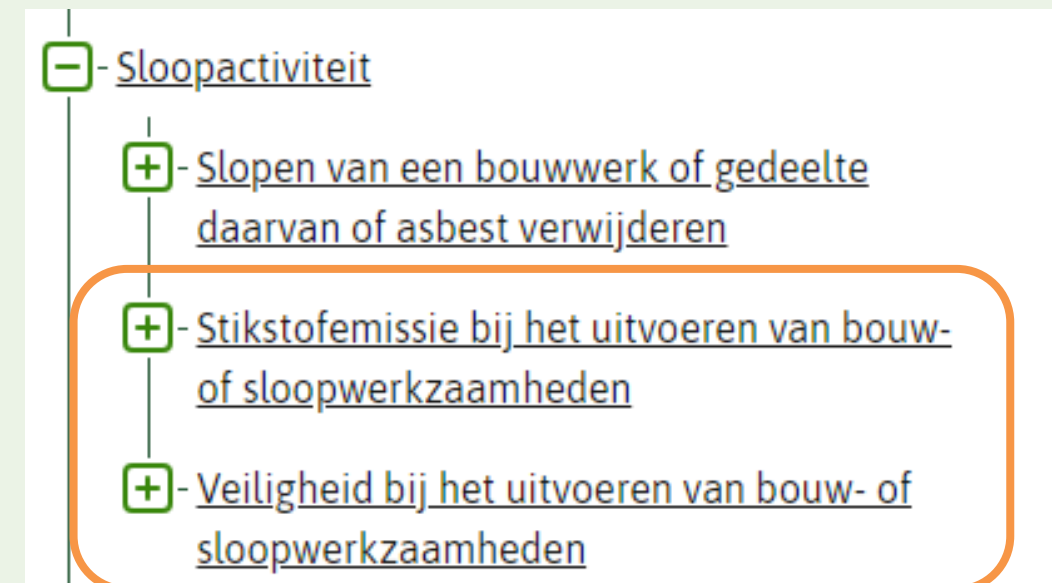 Sloopactiviteit
Slopen van een bouwwerk of gedeelte
daarvan of asbest verwijderen
Stikstofemissie bij het uitvoeren van bouw-
of sloopwerkzaamheden
Veiligheid bij het uitvoeren van bouw- of
sloopwerkzaamheden